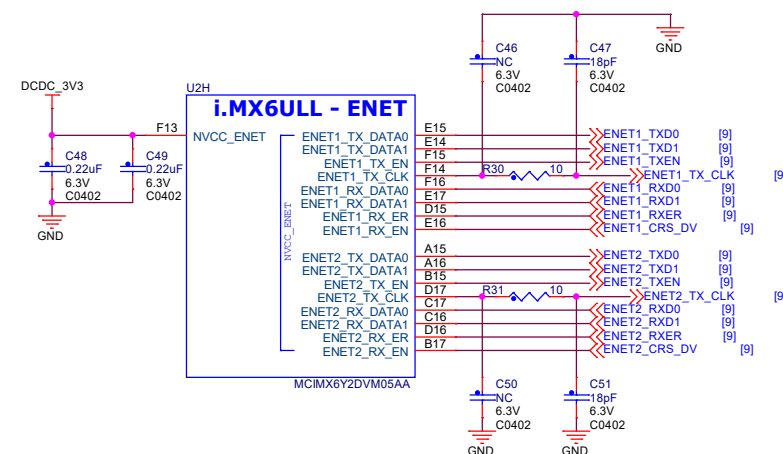 C46
NC
6.3V
C0402
C47
18pF
6.3V
C0402
GND
DCDC_3V3
C48
0.22uF
6.3V
C0402
C49
0.22uF
6.3V
C0402
GND
U2H
i.MX6ULL - ENET
F13
NVCC_ENET
NVCC_ENET
ENET1_TX_DATA0 E15 ENET1_TXD0 [9]
ENET1_TX_DATA1 E14 ENET1_TXD1 [9]
ENET1_TX_EN F15 ENET1_TXEN [9]
ENET1_TX_CLK F14 R30 10 ENET1_TX_CLK [9
ENET1_RX_DATA0 F16 ENET1_RXD0 [9]
ENET1_RX_DATA1 E17 ENET1_RXD1 [9]
ENET1_RX_ER D15 ENET1_RXER [9]
ENET1_RX_EN E16 ENET1_CRS_DV [9]
ENET2_TX_DATA0 A15 ENET2_TXD0 [9]
ENET2_TX_DATA1 A16 ENET2_TXD1 [9]
ENET2_TX_EN B15 ENET2_TXEN [9]
ENET2_TX_CLK D17 R31 10 ENET2_TX_CLK [9
ENET2_RX_DATA0 C17 ENET2_RXD0 [9]
ENET2_RX_DATA1 C16 ENET2_RXD1 [9]
ENET2_RX_ER D16 ENET2_RXER [9]
ENET2_RX_EN B17 ENET2_CRS_DV [9]
MCIMX6Y2DVM05AA
C50
NC
6.3V
C0402
GND
C51
18pF
6.3V
C0402
GND